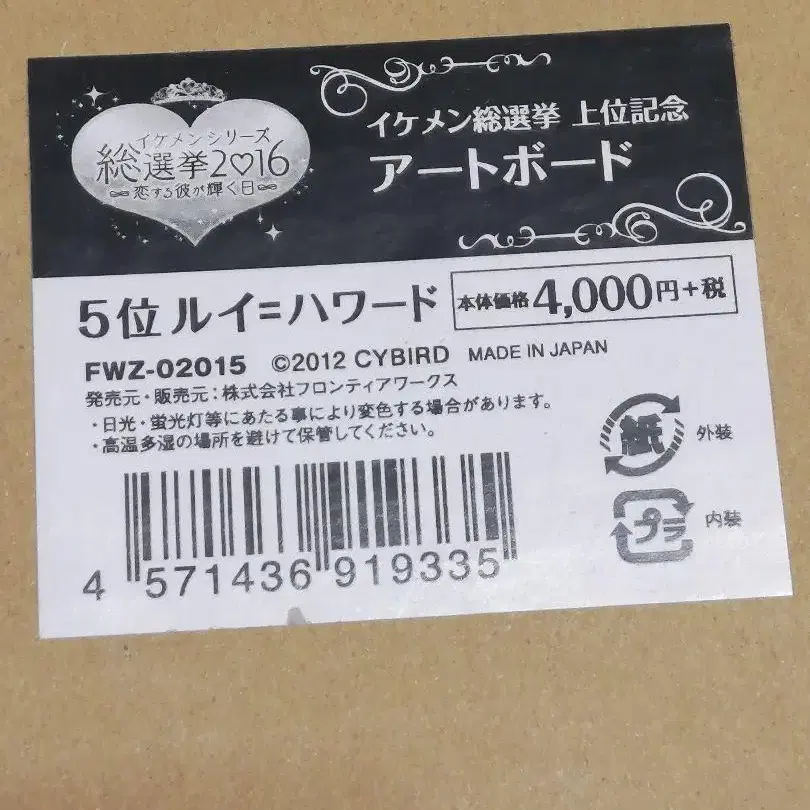 イケメンシリーズ
総選挙2♡16
～恋する彼が輝く日～
イケメン総選挙 上位記念
アートボード
5位 ルイ=ハワード
本体価格4,000円+税
FWZ-02015 ©2012 CYBIRD MADE IN JAPAN
発売元・販売元：株式会社フロンティアワークス
・日光・蛍光灯等にあたる事により変色する場合があります。
・高温多湿の場所を避けて保管してください。
紙 外装
プラ 内装
4 571436 919335